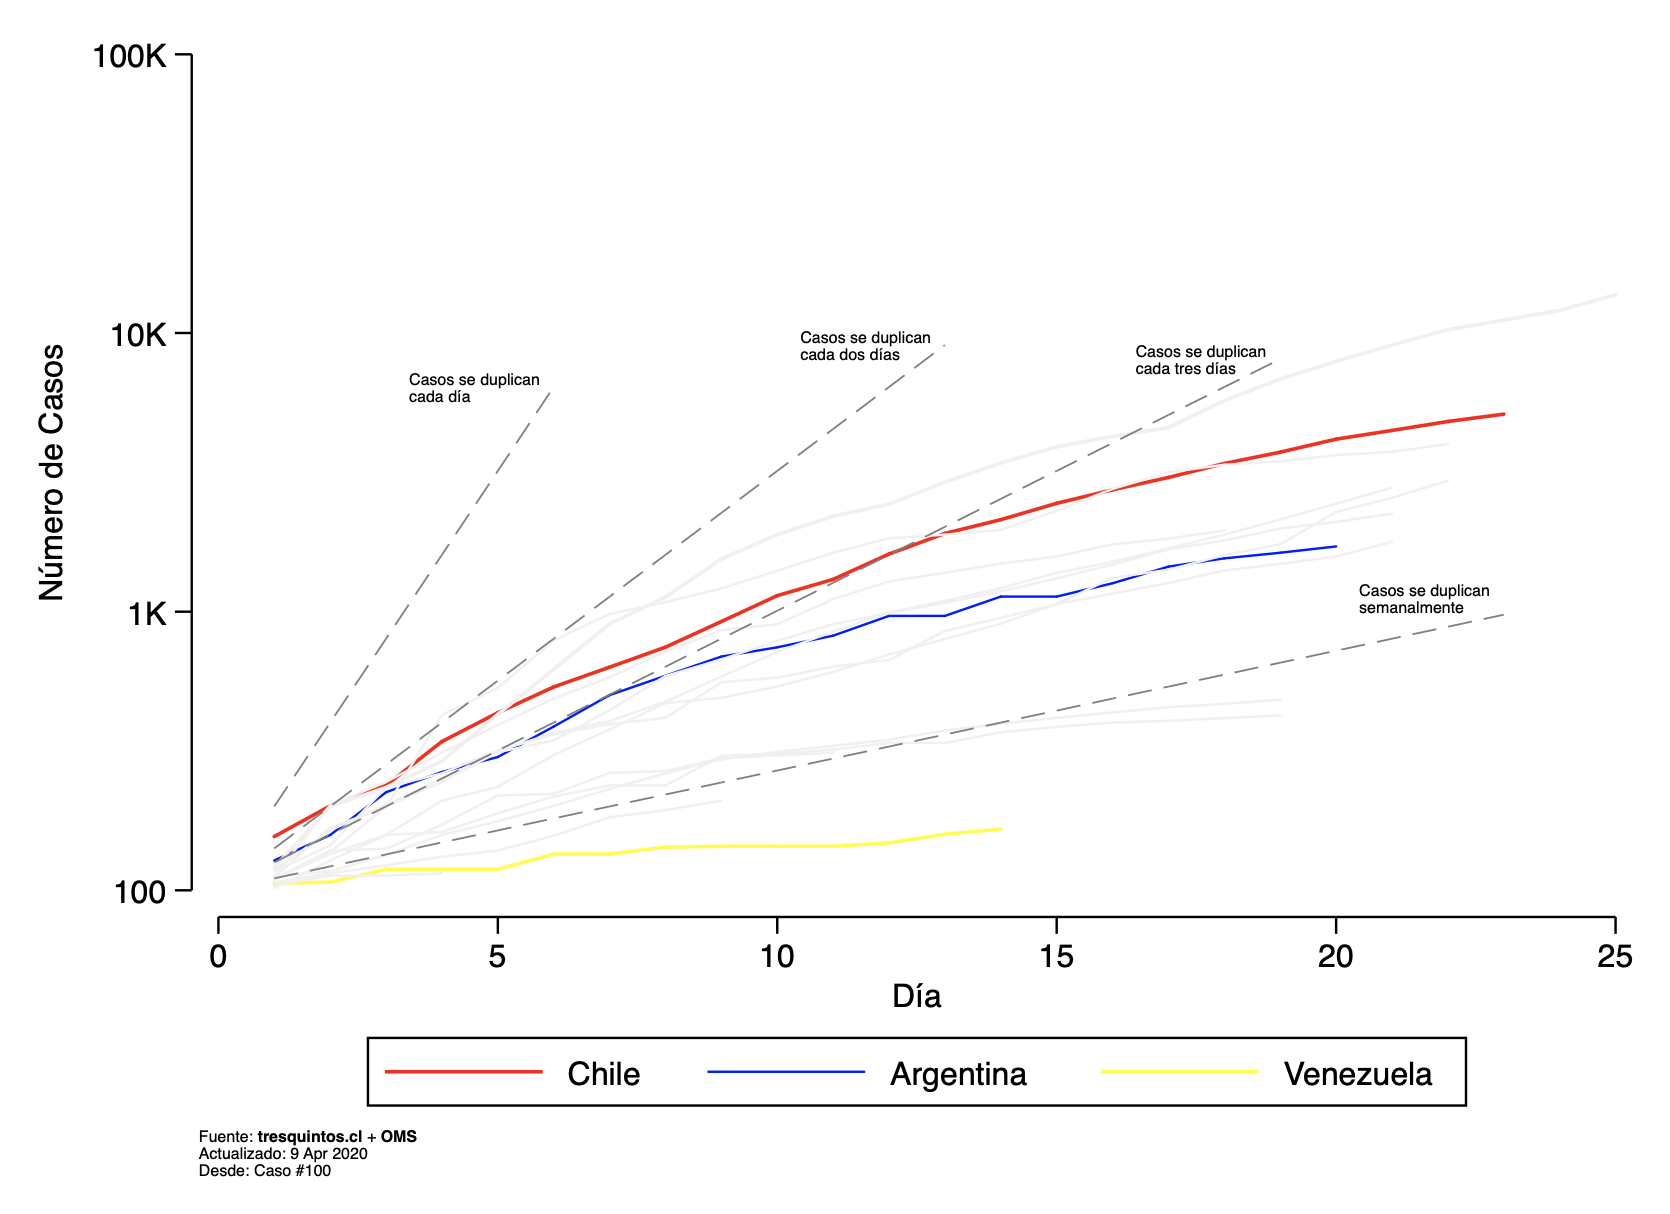 100K
10K
1K
100
Número de Casos
Casos se duplican
cada día
Casos se duplican
cada dos días
Casos se duplican
cada tres días
Casos se duplican
semanalmente
0 5 10 15 20 25
Día
Chile Argentina Venezuela
Fuente: tresquintos.cl + OMS
Actualizado: 9 Apr 2020
Desde: Caso #100